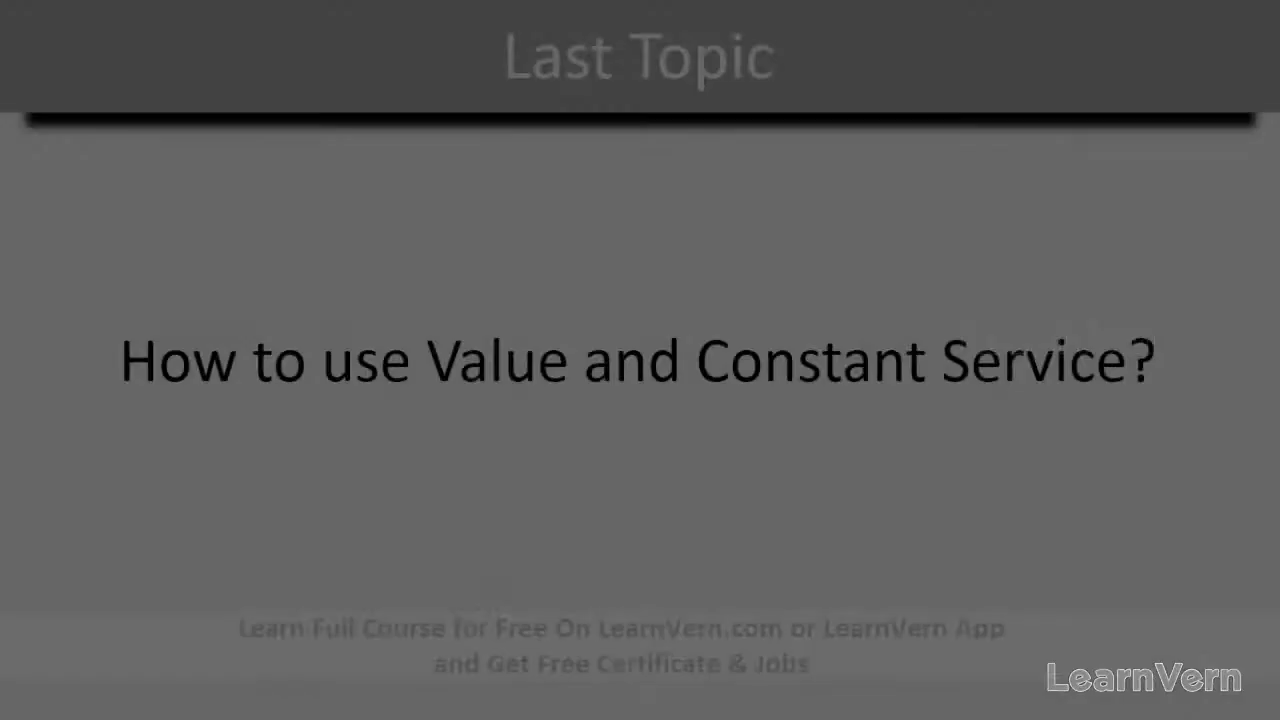 Last Topic
How to use Value and Constant Service?
Learn Full Course for Free On LearnVern.com or LearnVern App
and Get Free Certificate & Jobs
LearnVern